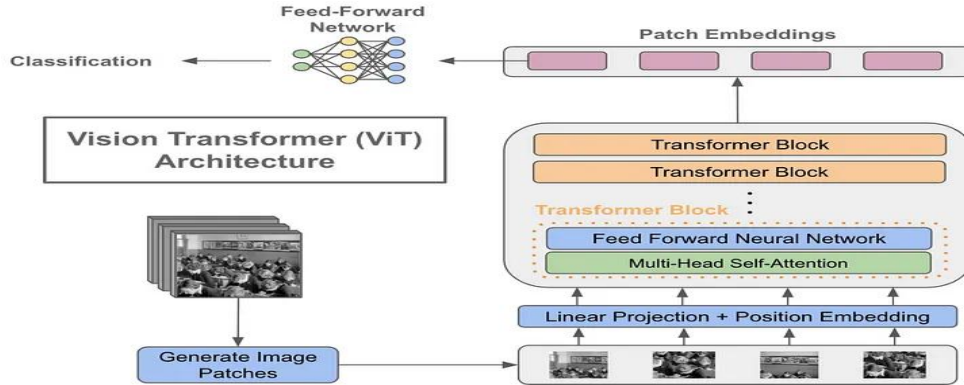 Feed-Forward
Network
Patch Embeddings
Classification
Vision Transformer (ViT)
Architecture
Transformer Block
Transformer Block
Transformer Block
Feed Forward Neural Network
Multi-Head Self-Attention
Linear Projection + Position Embedding
Generate Image
Patches